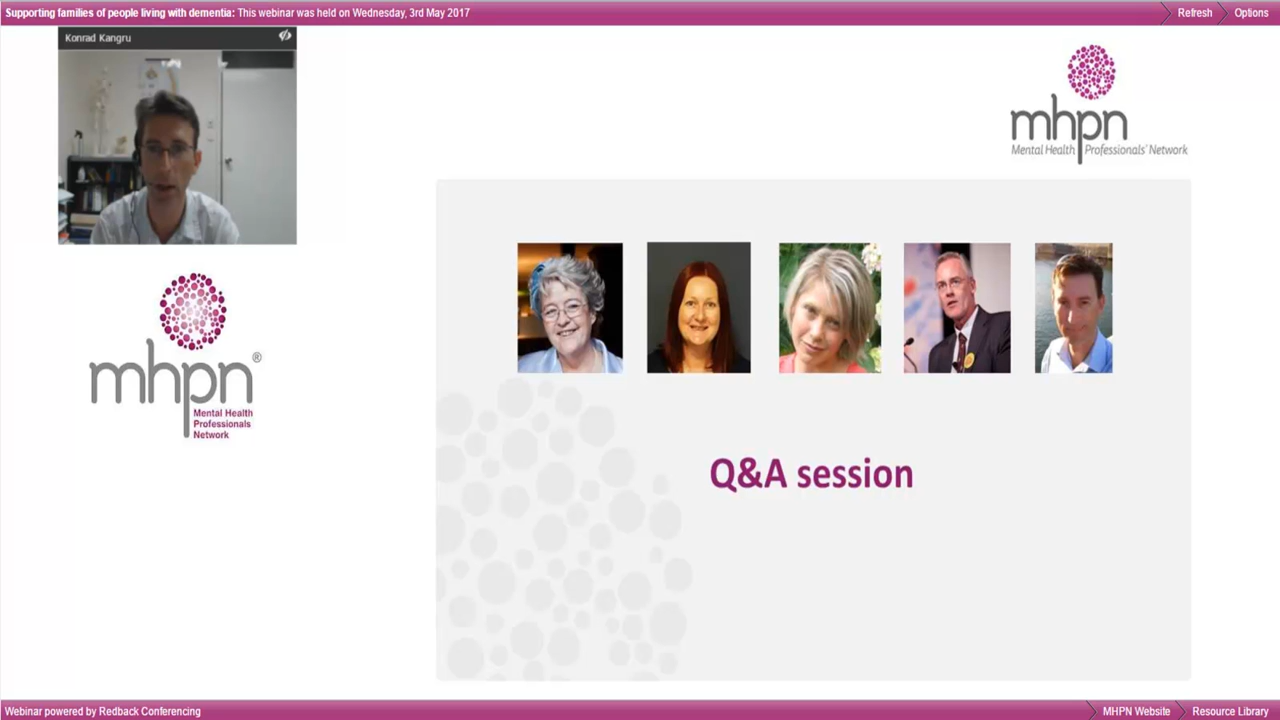 Supporting families of people living with dementia: This webinar was held on Wednesday, 3rd May 2017
Refresh
Options
Konrad Kangru
mhpn
Mental Health Professionals' Network
mhpn®
Mental Health
Professionals
Network
Q&A session
Webinar powered by Redback Conferencing
MHPN Website
Resource Library